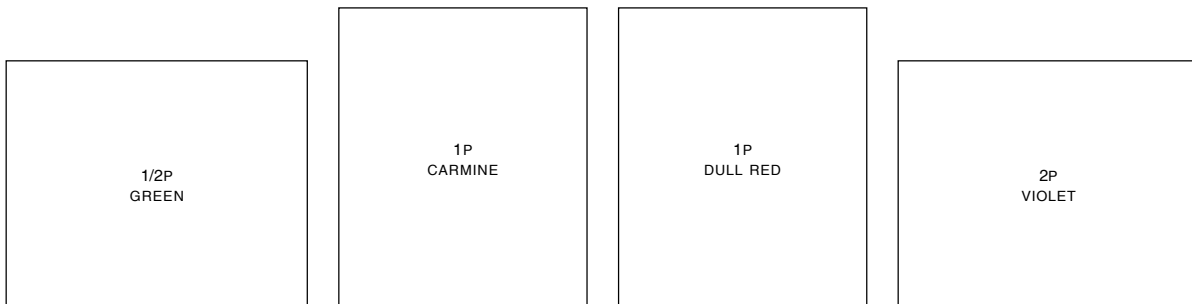 1/2P
GREEN
1P
CARMINE
1P
DULL RED
2P
VIOLET